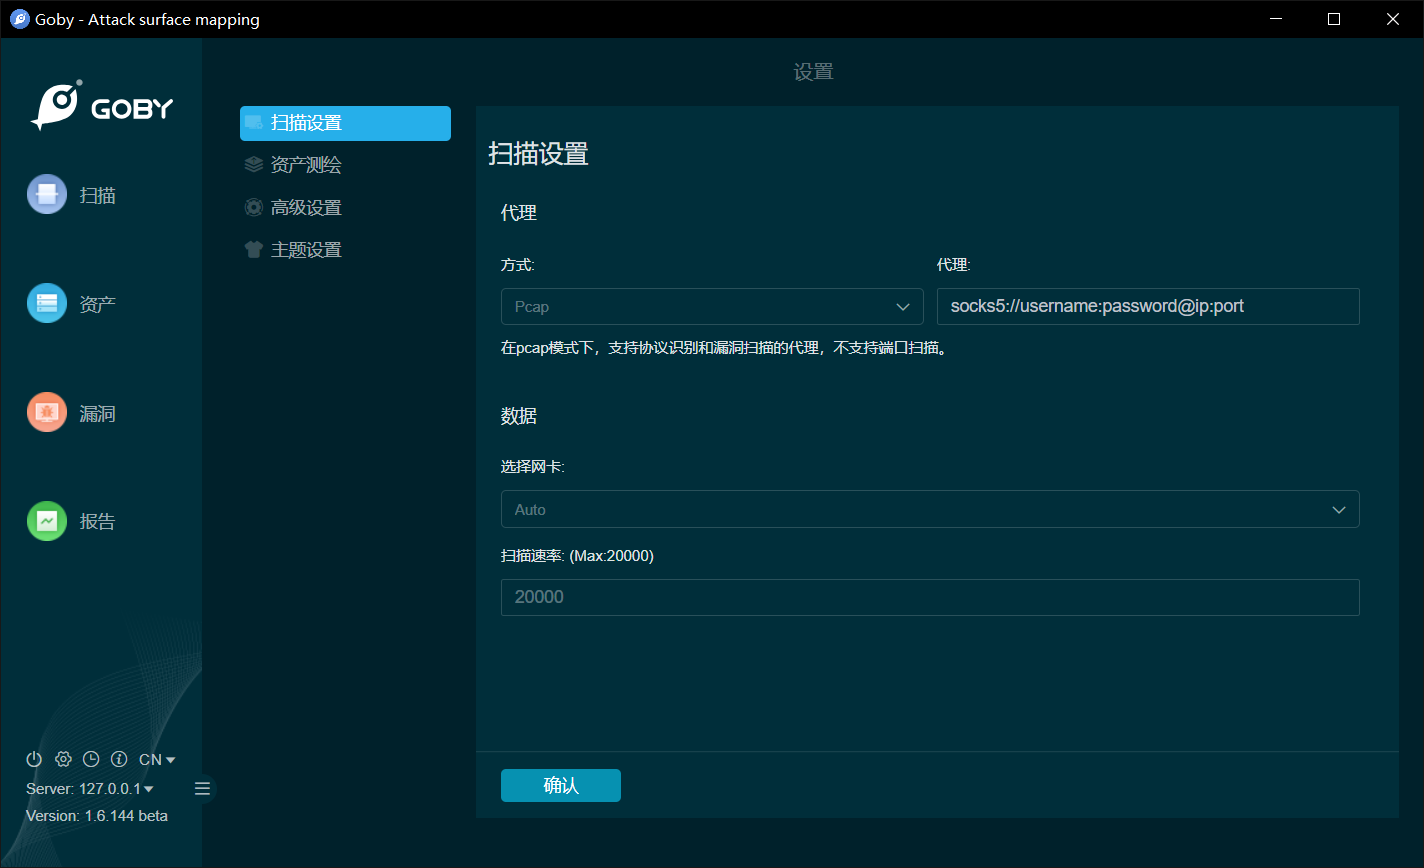 Goby - Attack surface mapping
GOBY
扫描
资产
漏洞
报告
CN
Server: 127.0.0.1
Version: 1.6.144 beta
设置
扫描设置
资产测绘
高级设置
主题设置
扫描设置
代理
方式:
代理:
Pcap
socks5://username:password@ip:port
在pcap模式下，支持协议识别和漏洞扫描的代理，不支持端口扫描。
数据
选择网卡:
Auto
扫描速率: (Max:20000)
20000
确认